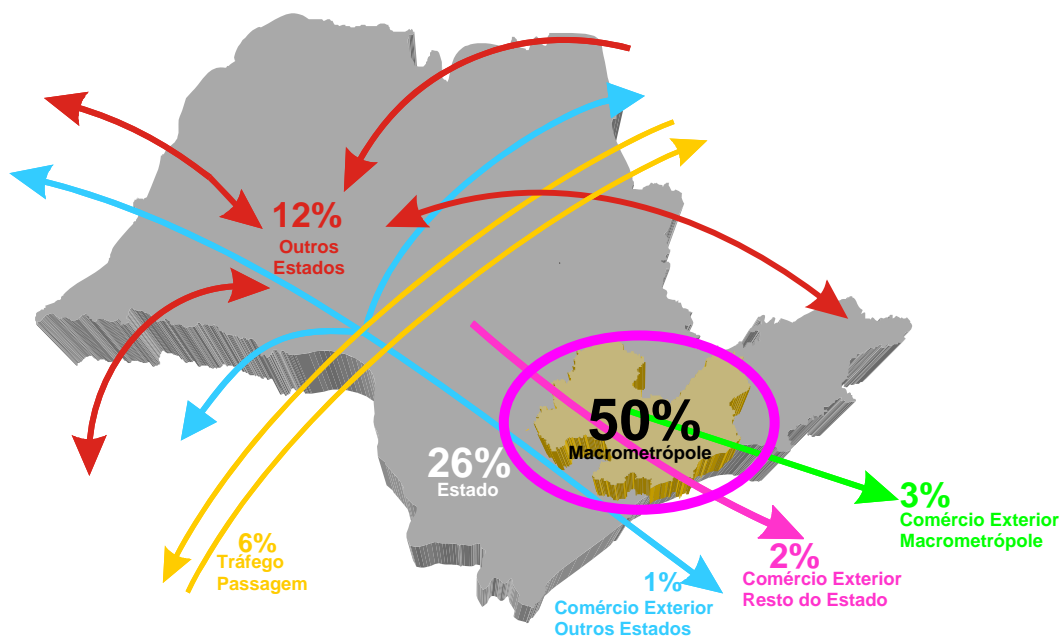 12%
Outros
Estados
50%
Macrometrópole
26%
Estado
3%
Comércio Exterior
Macrometrópole
6%
Tráfego
Passagem
2%
Comércio Exterior
Resto do Estado
1%
Comércio Exterior
Outros Estados